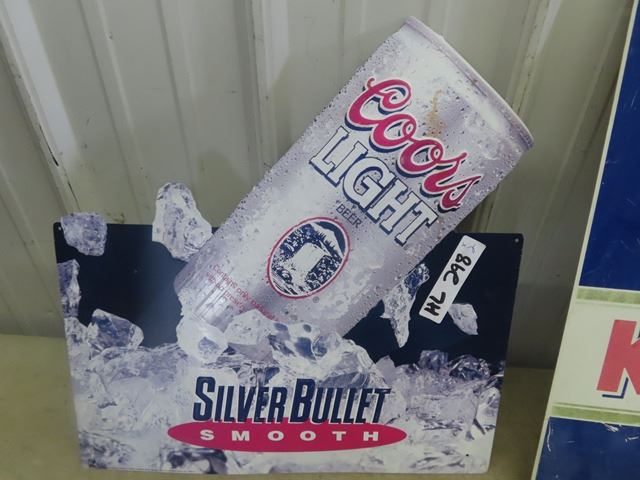 Coors
LIGHT
BEER
HL 298
SILVER BULLET
SMOOTH
K